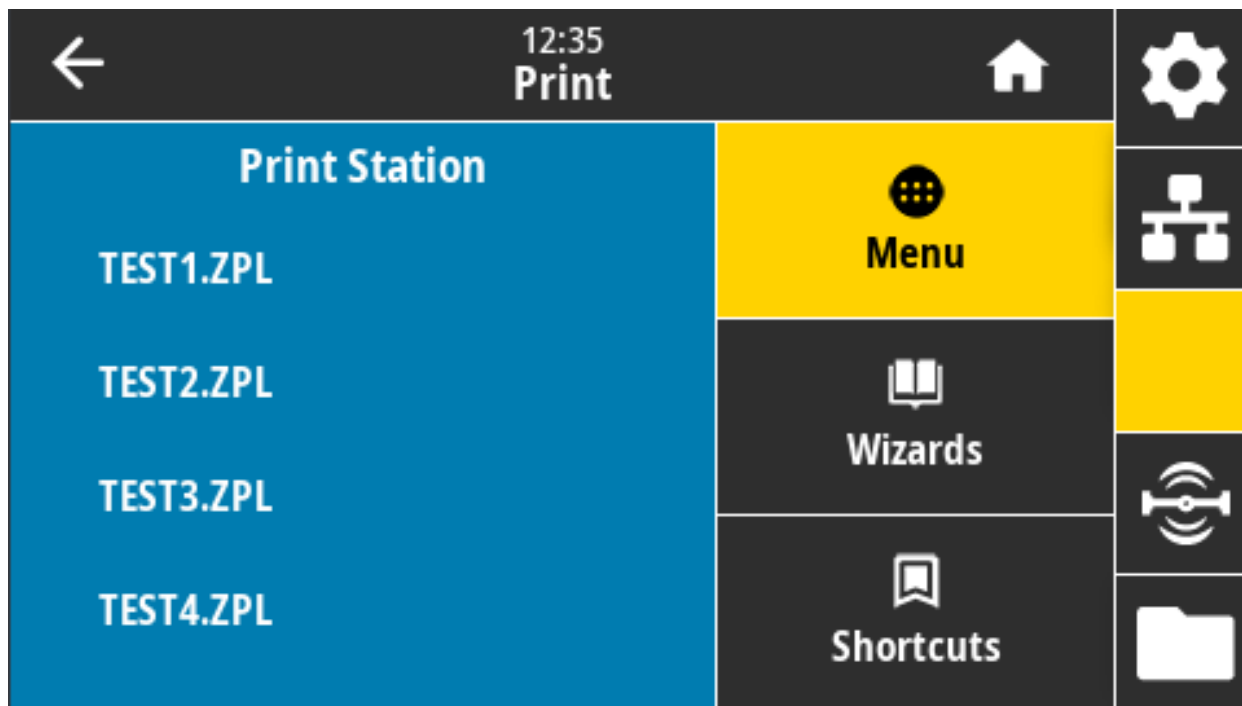 12:35
Print
Print Station
TEST1.ZPL
TEST2.ZPL
TEST3.ZPL
TEST4.ZPL
Menu
Wizards
Shortcuts